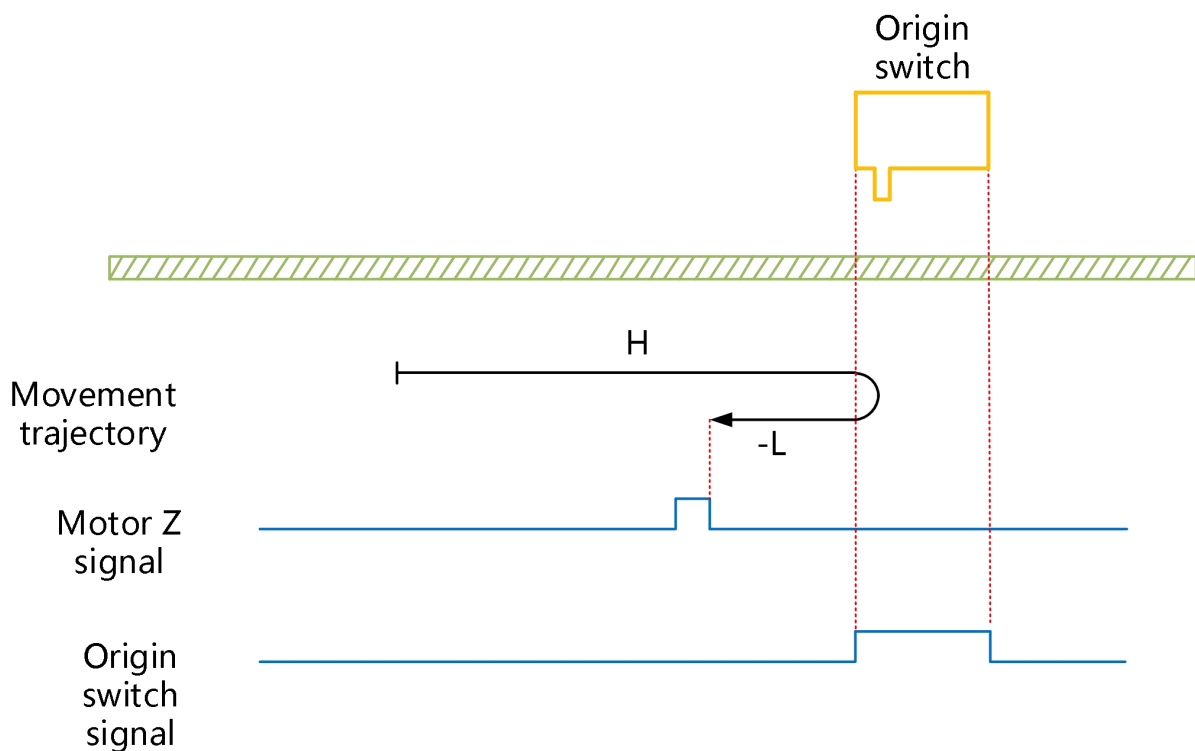 Origin
switch
H
Movement
trajectory
-L
Motor Z
signal
Origin
switch
signal